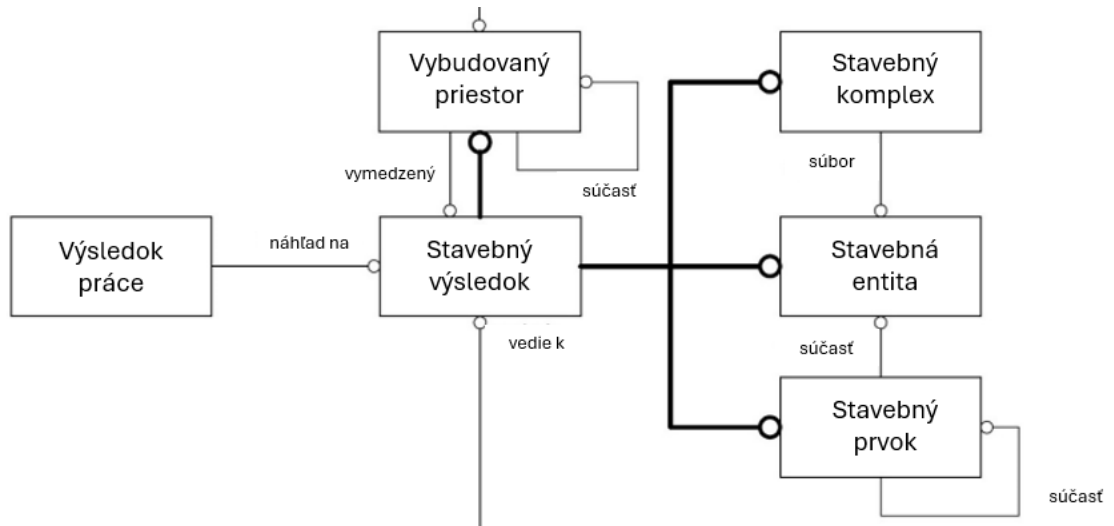 Vybudovaný
priestor
Stavebný
komplex
vymedzený
súčasť
súbor
Výsledok
práce
náhľad na
Stavebný
výsledok
Stavebná
entita
vedie k
súčasť
Stavebný
prvok
súčasť